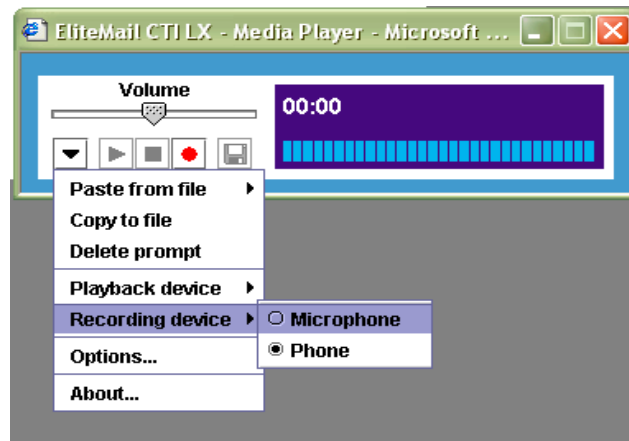 EliteMail CTI LX - Media Player - Microsoft ...
Volume
00:00
Paste from file
Copy to file
Delete prompt
Playback device
Recording device
Microphone
Phone
Options...
About...